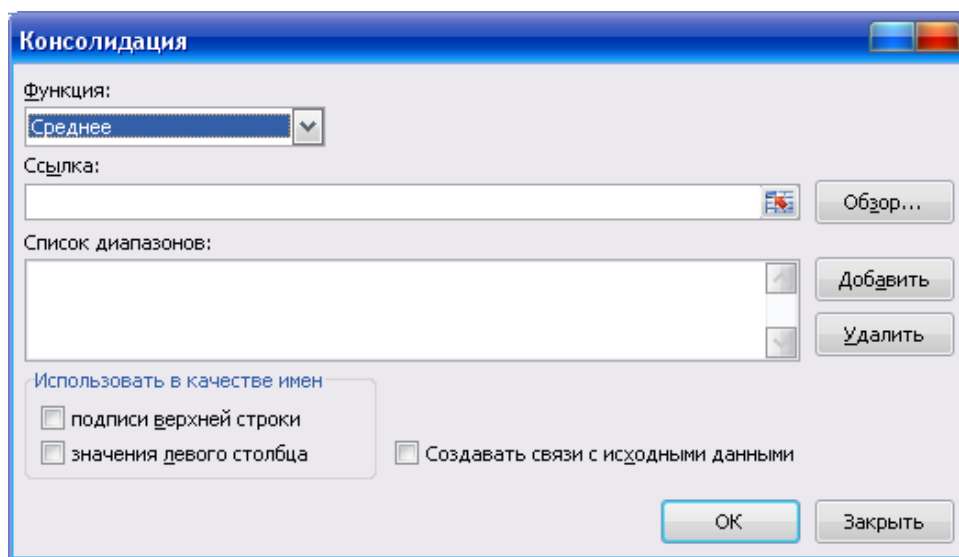 Консолидация
Функция:
Среднее
Ссылка:
Обзор...
Список диапазонов:
Добавить
Удалить
Использовать в качестве имен
подписи верхней строки
значения левого столбца
Создавать связи с исходными данными
ОК
Закрыть